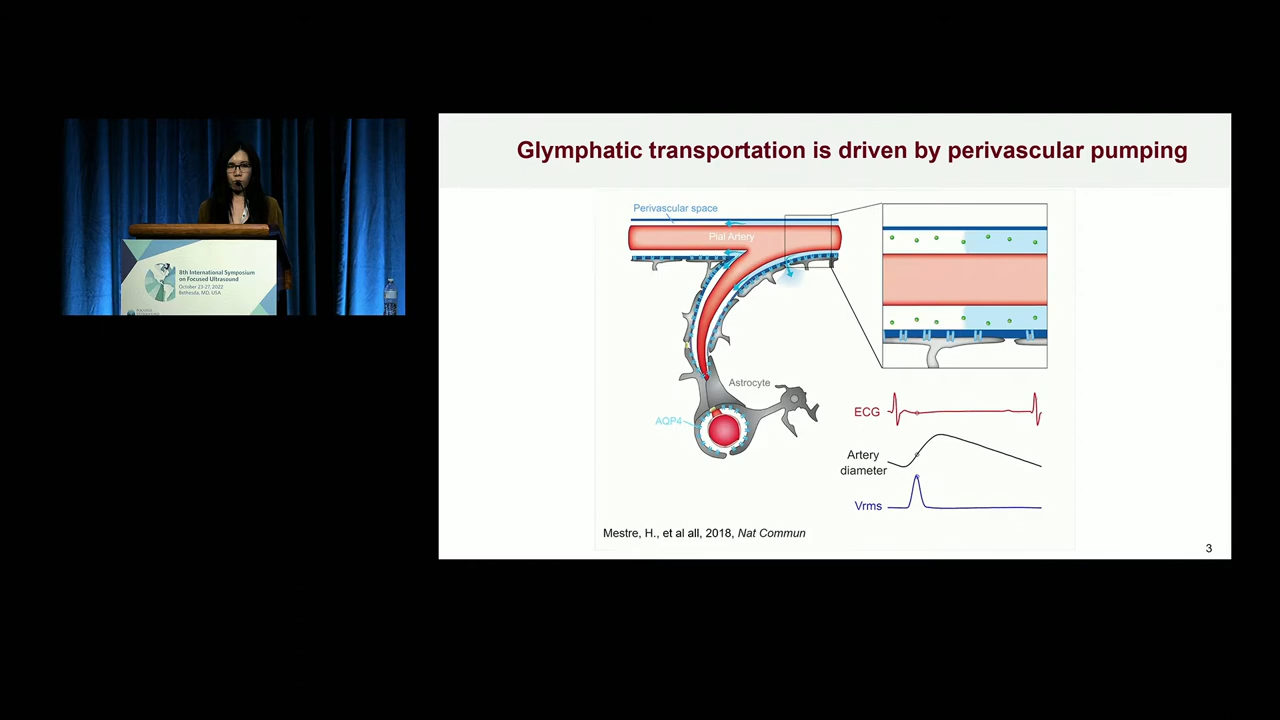 Glymphatic transportation is driven by perivascular pumping
Perivascular space
Pial Artery
Astrocyte
AQP4
ECG
Artery
diameter
Vrms
Mestre, H., et al all, 2018, Nat Commun
3
8th International Symposium
on Focused Ultrasound
October 23-27, 2022
Bethesda, MD, USA
FOCUSED